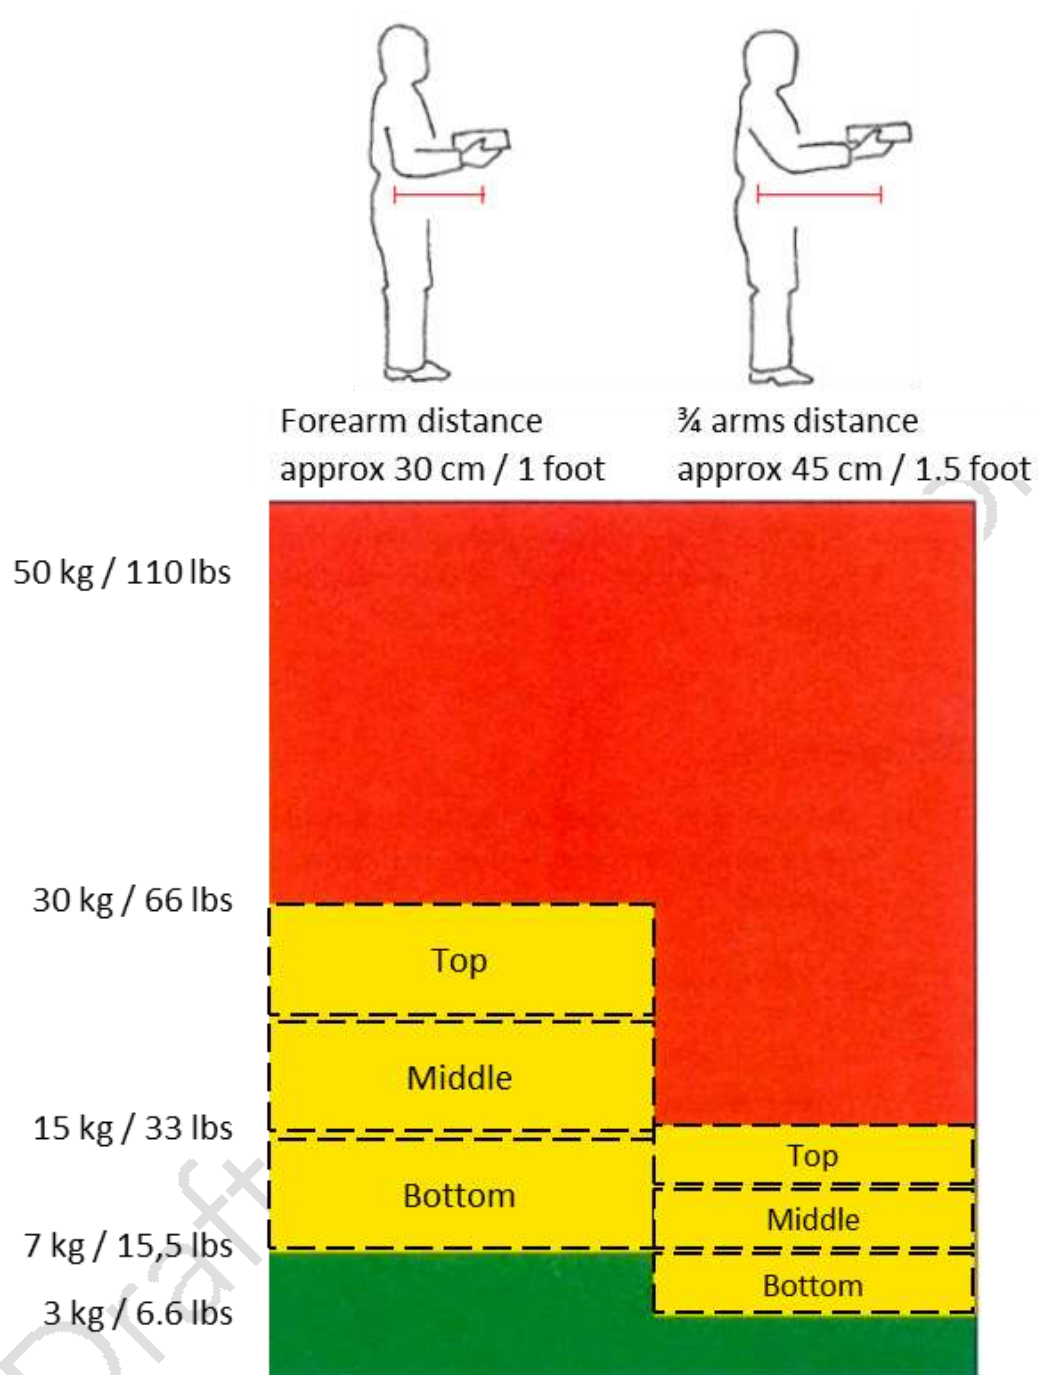 Forearm distance
approx 30 cm / 1 foot
¾ arms distance
approx 45 cm / 1.5 foot
50 kg / 110 lbs
30 kg / 66 lbs
Top
Middle
15 kg / 33 lbs
Top
Bottom
Middle
7 kg / 15,5 lbs
Bottom
3 kg / 6.6 lbs
Draft